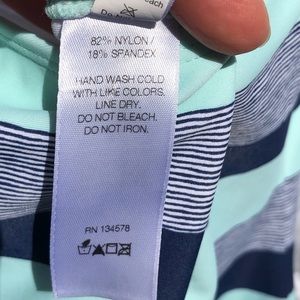 each
82% NYLON/
18% SPANDEX
HAND WASH COLD
WITH LIKE COLORS.
LINE DRY.
DO NOT BLEACH.
DO NOT IRON.
RN 134578